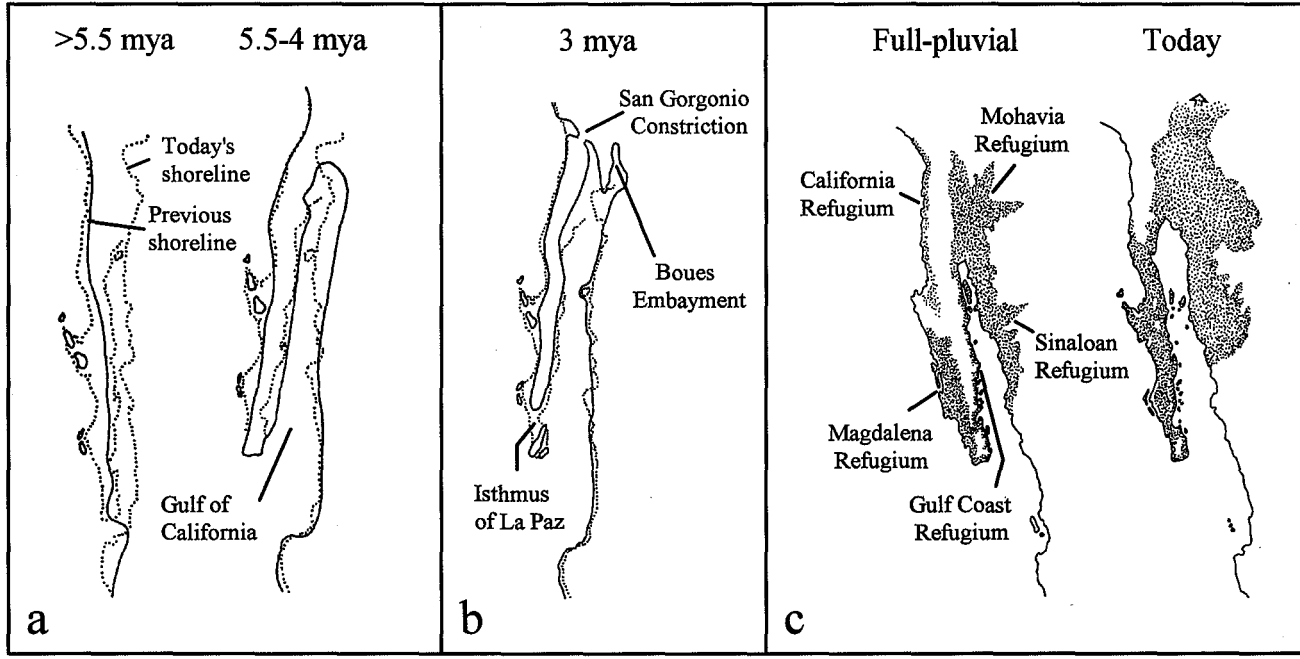 >5.5 mya
5.5-4 mya
Today's
shoreline
Previous
shoreline
Gulf of
California
a
3 mya
San Gorgonio
Constriction
Boues
Embayment
Isthmus
of La Paz
b
Full-pluvial
Today
Mohavia
Refugium
California
Refugium
Sinaloan
Refugium
Magdalena
Refugium
Gulf Coast
Refugium
c